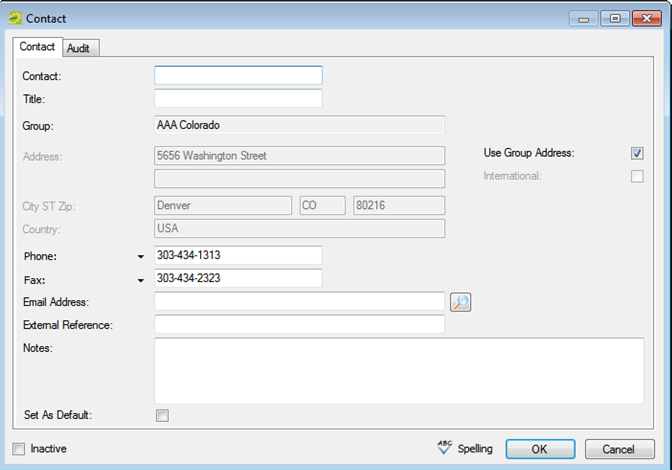 Contact
Contact Audit
Contact:
Title:
Group: AAA Colorado
Address: 5656 Washington Street Use Group Address:
International:
City ST Zip: Denver CO 80216
Country: USA
Phone: 303-434-1313
Fax: 303-434-2323
Email Address:
External Reference:
Notes:
Set As Default:
Inactive ABC Spelling OK Cancel